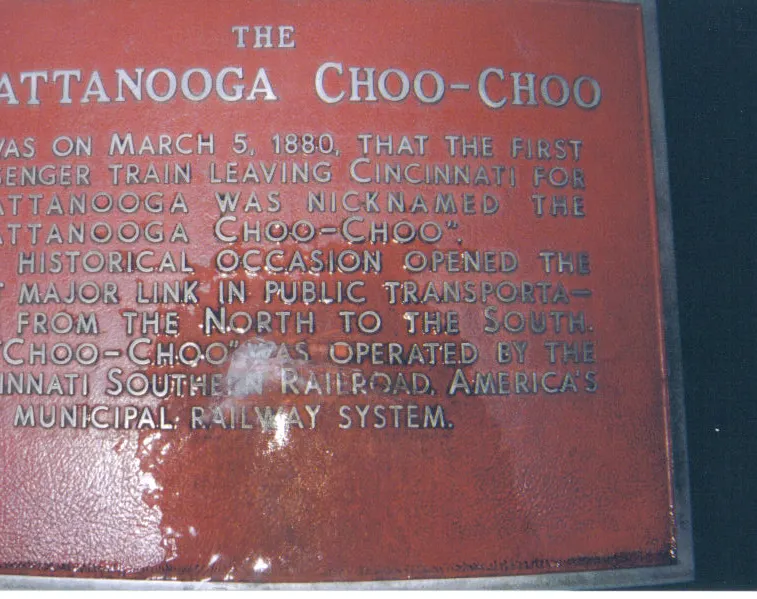 THE
ATTANOOGA CHOO-CHOO
WAS ON MARCH 5, 1880, THAT THE FIRST
SENGER TRAIN LEAVING CINCINNATI FOR
ATTANOOGA WAS NICKNAMED THE
ATTANOOGA CHOO-CHOO".
HISTORICAL OCCASION OPENED THE
MAJOR LINK IN PUBLIC TRANSPORTA-
FROM THE NORTH TO THE SOUTH.
"CHOO-CHOO" WAS OPERATED BY THE
INNATI SOUTHERN RAILROAD, AMERICA'S
MUNICIPAL RAILWAY SYSTEM.